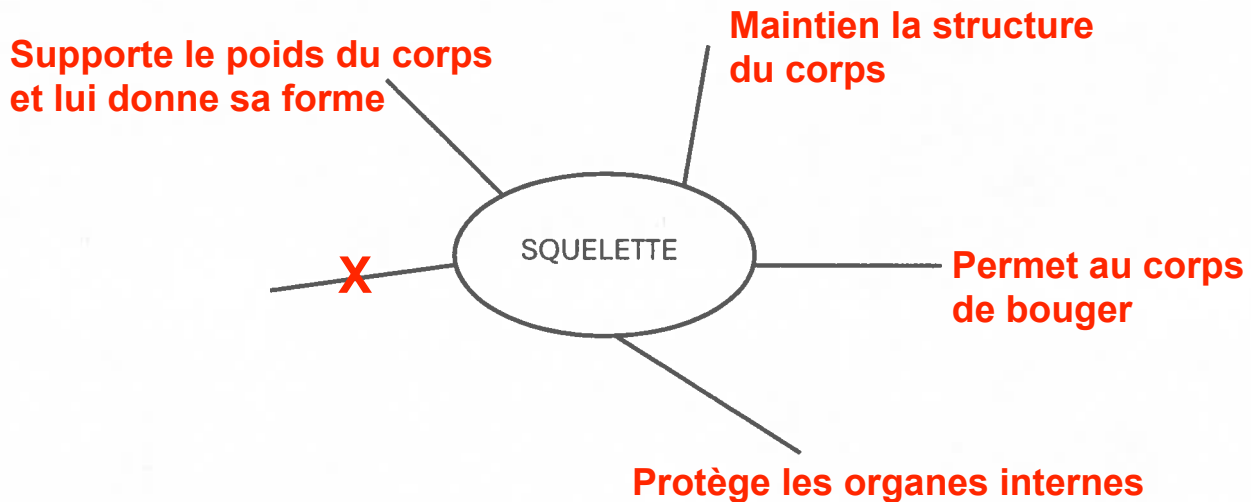 Supporte le poids du corps
et lui donne sa forme
Maintien la structure
du corps
SQUELETTE
X
Permet au corps
de bouger
Protège les organes internes